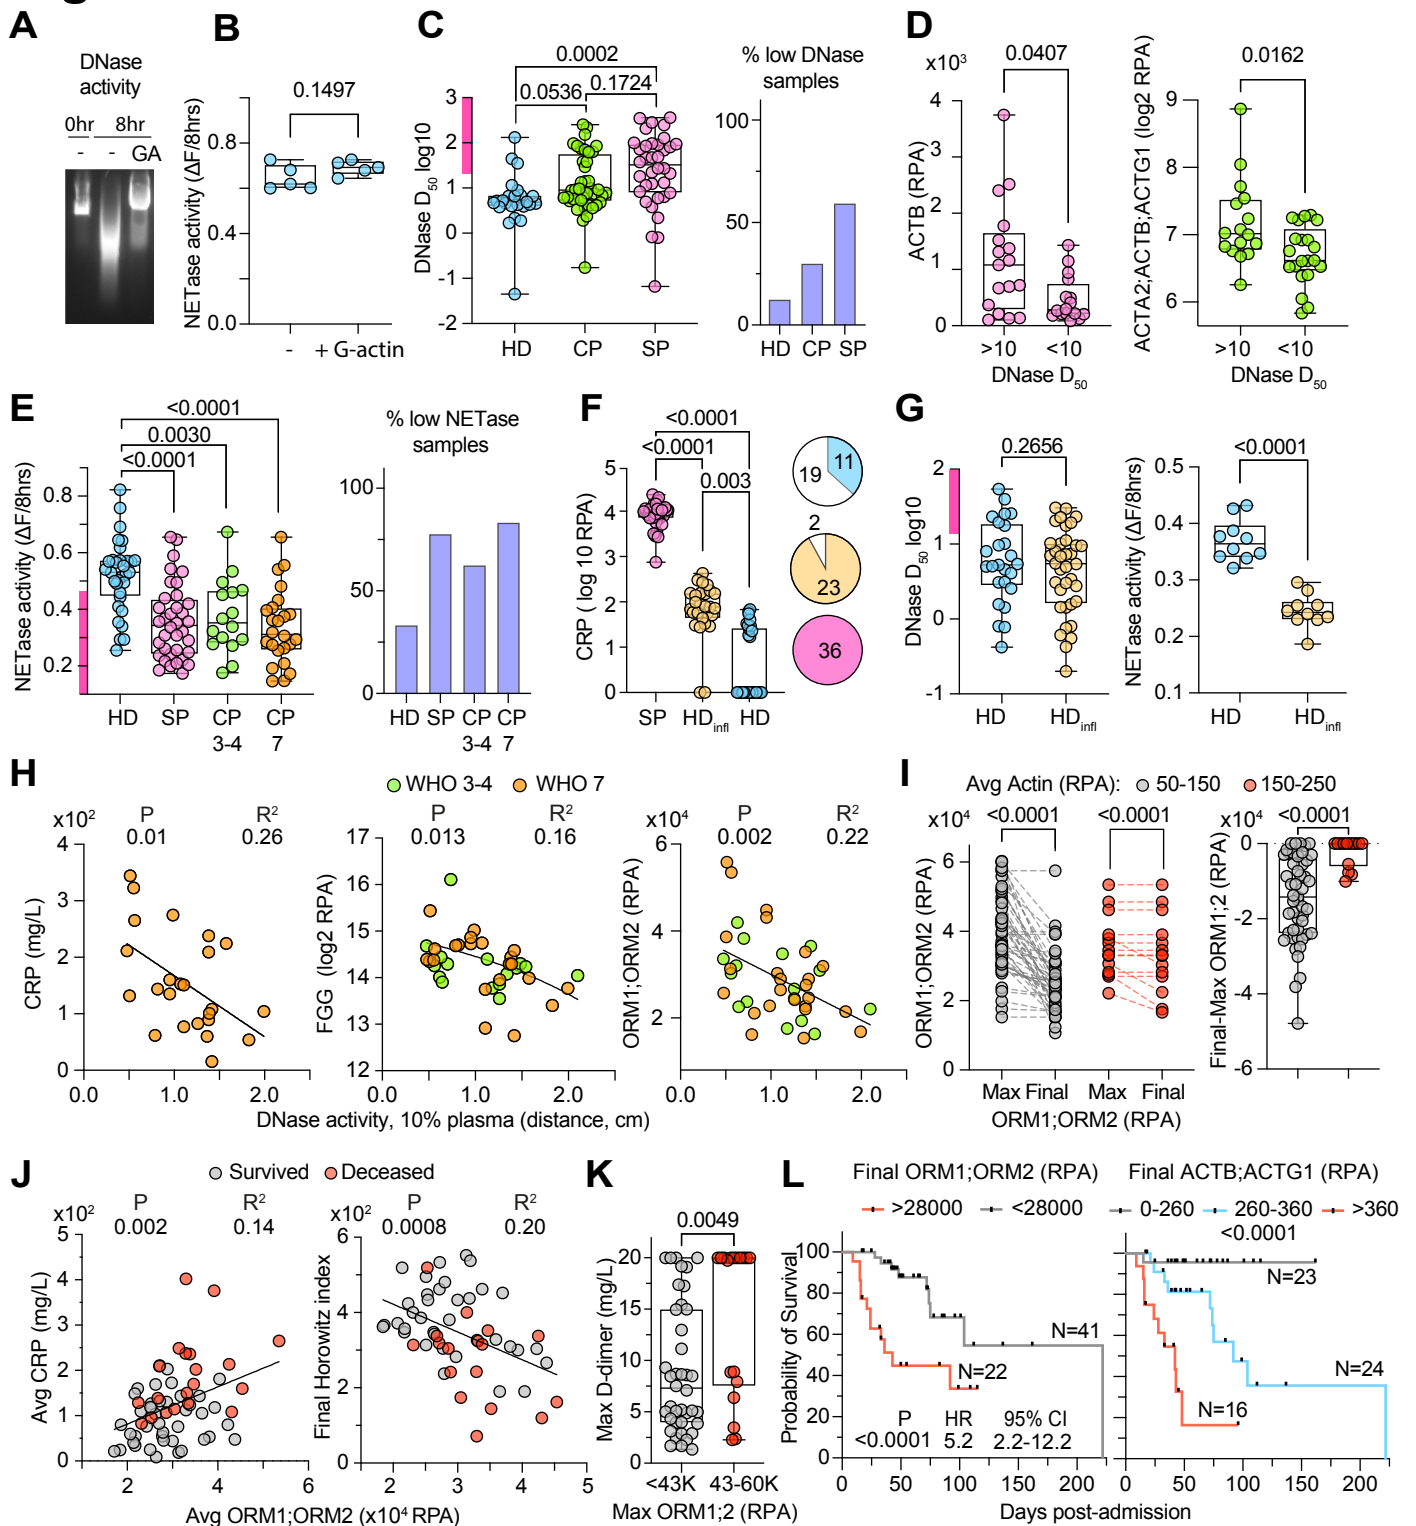 A
DNase
activity
0hr 8hr
- - GA
B
0.1497
NETase activity (ΔF/8hrs)
0.8
0.4
0.0
- + G-actin
C
0.0002
0.0536 0.1724
DNase D50 log10
3
2
1
0
-1
-2
HD CP SP
% low DNase
samples
100
50
0
HD CP SP
D
x10³
0.0407
ACTB (RPA)
4
3
2
1
0
>10 <10
DNase D50
0.0162
ACTA2;ACTB;ACTG1 (log2 RPA)
9
8
7
6
>10 <10
DNase D50
E
<0.0001
0.0030
<0.0001
NETase activity (ΔF/8hrs)
0.8
0.6
0.4
0.2
HD SP CP CP
3-4 7
% low NETase
samples
100
50
0
HD SP CP CP
3-4 7
F
<0.0001
<0.0001
0.003
CRP (log 10 RPA)
5
4
3
2
1
0
SP HDinfl HD
19 11
2
23
36
G
0.2656
DNase D50 log10
2
1
0
-1
HD HDinfl
<0.0001
NETase activity (ΔF/8hrs)
0.5
0.4
0.3
0.2
0.1
HD HDinfl
H
WHO 3-4 WHO 7
x10²
P R²
0.01 0.26
CRP (mg/L)
4
2
0
0.0 1.0 2.0
P R²
0.013 0.16
FGG (log2 RPA)
17
16
15
14
13
12
0.0 1.0 2.0
x10⁴
P R²
0.002 0.22
ORM1;ORM2 (RPA)
6
4
2
0.0 1.0 2.0
DNase activity, 10% plasma (distance, cm)
I
Avg Actin (RPA): 50-150 150-250
x10⁴
<0.0001 <0.0001
ORM1;ORM2 (RPA)
6
4
2
0
Max Final Max Final
ORM1;ORM2 (RPA)
x10⁴
<0.0001
Final-Max ORM1;2 (RPA)
0
-2
-4
-6
J
Survived Deceased
P R²
x10² 0.002 0.14
Avg CRP (mg/L)
5
4
3
2
1
0
2 4 6
P R²
x10² 0.0008 0.20
Final Horowitz index
6
4
2
0
2 3 4 5
Avg ORM1;ORM2 (x10⁴ RPA)
K
0.0049
Max D-dimer (mg/L)
20
15
10
5
0
<43K 43-60K
Max ORM1;2 (RPA)
L
Final ORM1;ORM2 (RPA)
>28000 <28000
Probability of Survival
100
80
60
40
20
0
N=41
N=22
P HR 95% CI
<0.0001 5.2 2.2-12.2
0 50 100 150 200
Final ACTB;ACTG1 (RPA)
0-260 260-360 >360
<0.0001
N=23
N=24
N=16
0 50 100 150 200
Days post-admission